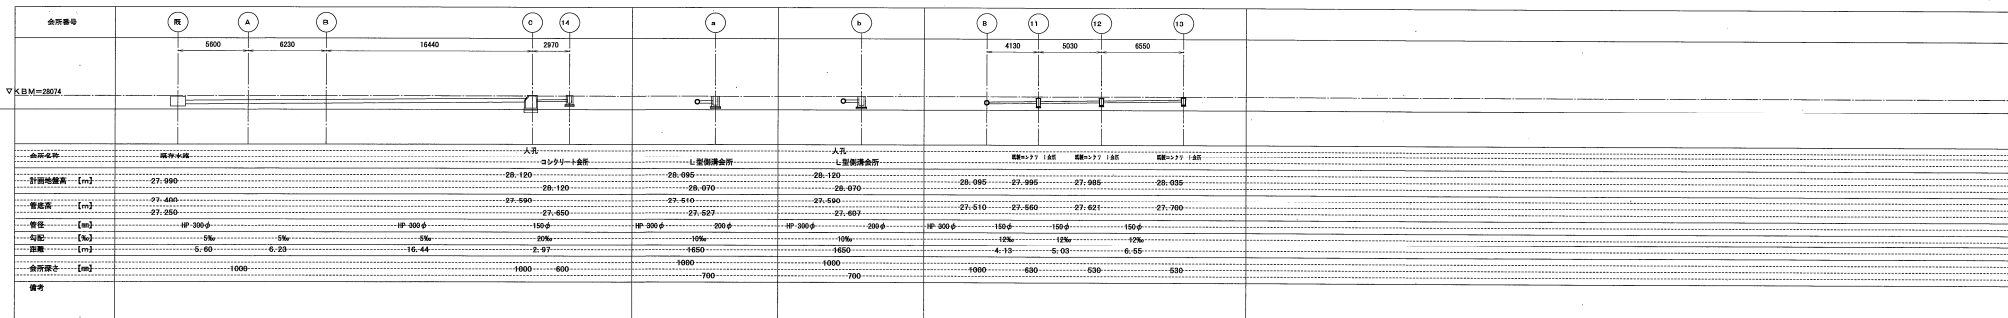 会所番号 既 A B C 14 a b B 11 12 13
5600 6230 16440 2970 4130 5030 6550
▽KBM=28074
会所名称 既存水路 人孔 コンクリート会所 L型側溝会所 人孔 L型側溝会所
計画地盤高 [m] 27.990 28.120 28.120 28.095 28.070 28.120 28.070 28.095 27.995 27.985 28.035
管底高 [m] 27.400 27.250 27.590 27.650 27.510 27.527 27.590 27.607 27.510 27.560 27.621 27.700
管径 [mm] HP 300φ HP 300φ 150φ HP 300φ 200φ HP 300φ 200φ HP 300φ 150φ 150φ 150φ
勾配 [‰] 5‰ 5‰ 5‰ 20‰ 10‰ 10‰ 12‰ 12‰ 12‰
距離 [m] 5.60 6.23 16.44 2.97 1650 1650 4.13 5.03 6.55
会所深さ [mm] 1000 1000 600 1000 700 1000 700 1000 630 530 530
備考